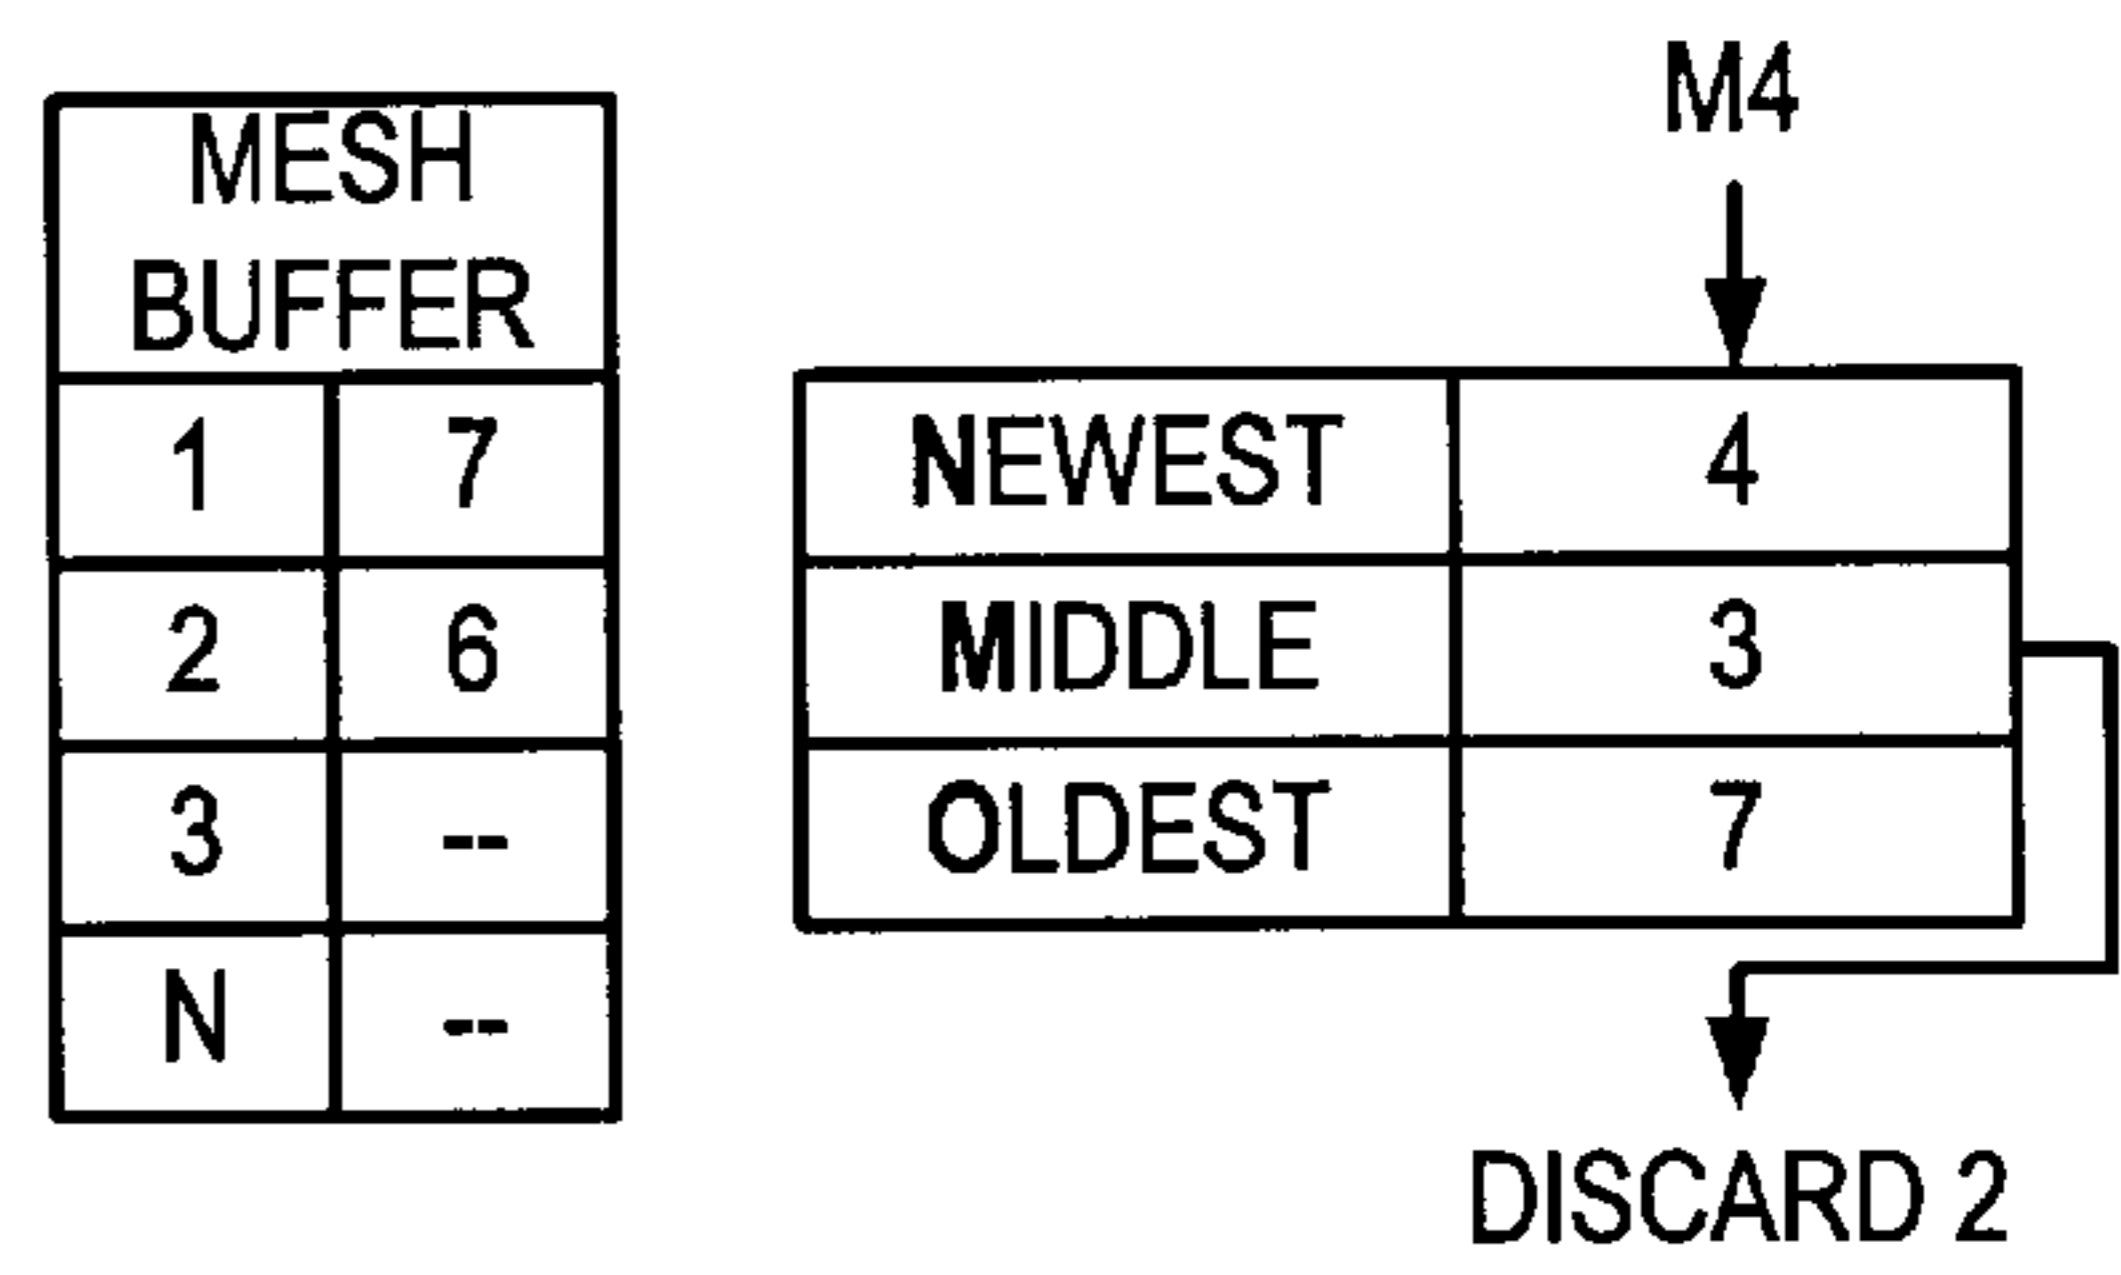 MESH
BUFFER
1 7
2 6
3 --
N --
M4
NEWEST 4
MIDDLE 3
OLDEST 7
DISCARD 2